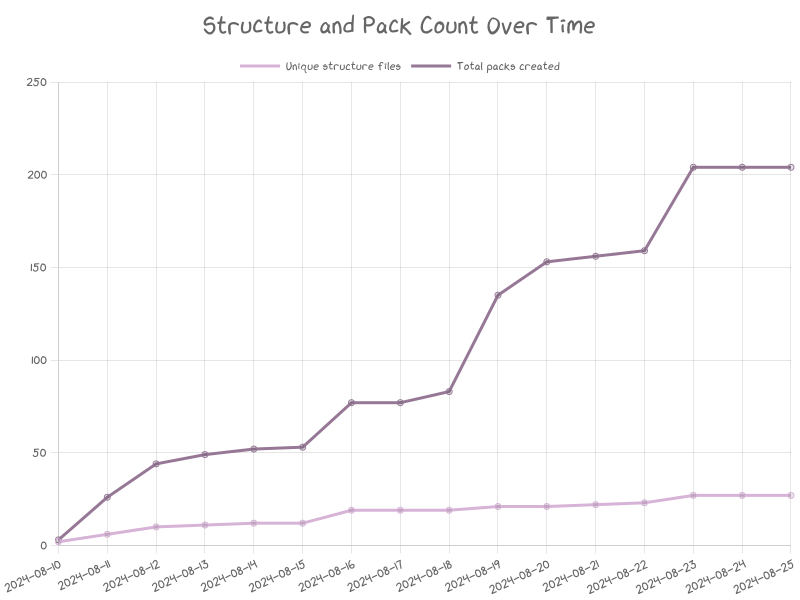 Structure and Pack Count Over Time
Unique structure files Total packs created
250
200
150
100
50
0
2024-08-10 2024-08-11 2024-08-12 2024-08-13 2024-08-14 2024-08-15 2024-08-16 2024-08-17 2024-08-18 2024-08-19 2024-08-20 2024-08-21 2024-08-22 2024-08-23 2024-08-24 2024-08-25